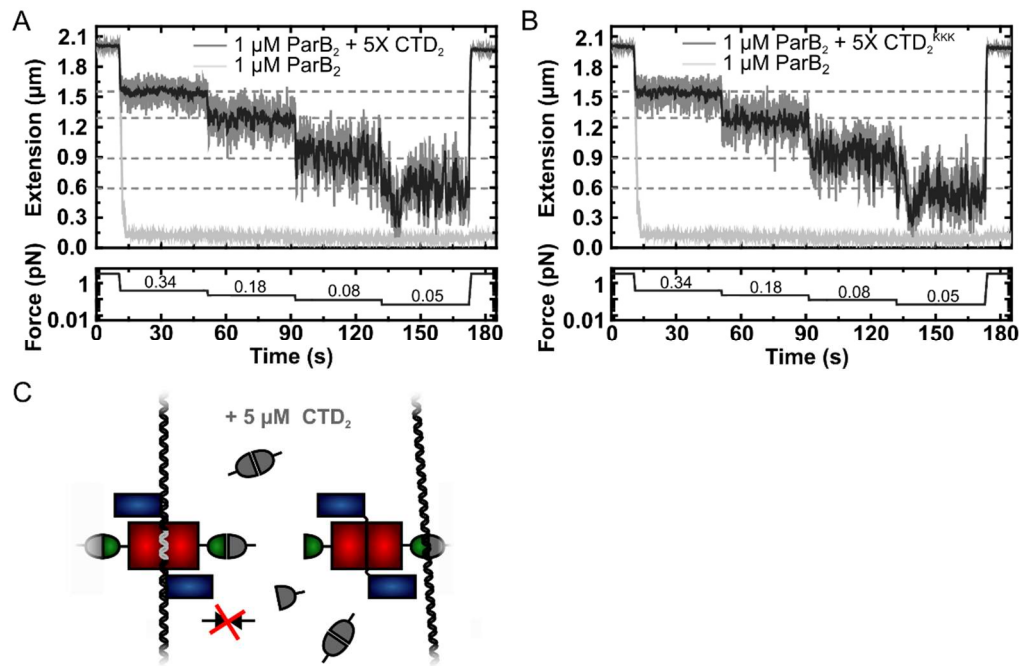 A
Extension (μm)
2.1
1.8
1.5
1.2
0.9
0.6
0.3
0.0
1 μM ParB₂ + 5X CTD₂
1 μM ParB₂
Force (pN)
1
0.01
0.34
0.18
0.08
0.05
0 30 60 90 120 150 180
Time (s)
B
Extension (μm)
2.1
1.8
1.5
1.2
0.9
0.6
0.3
0.0
1 μM ParB₂ + 5X CTD₂ᴷᴷᴷ
1 μM ParB₂
Force (pN)
1
0.01
0.34
0.18
0.08
0.05
0 30 60 90 120 150 180
Time (s)
C
+ 5 μM CTD₂